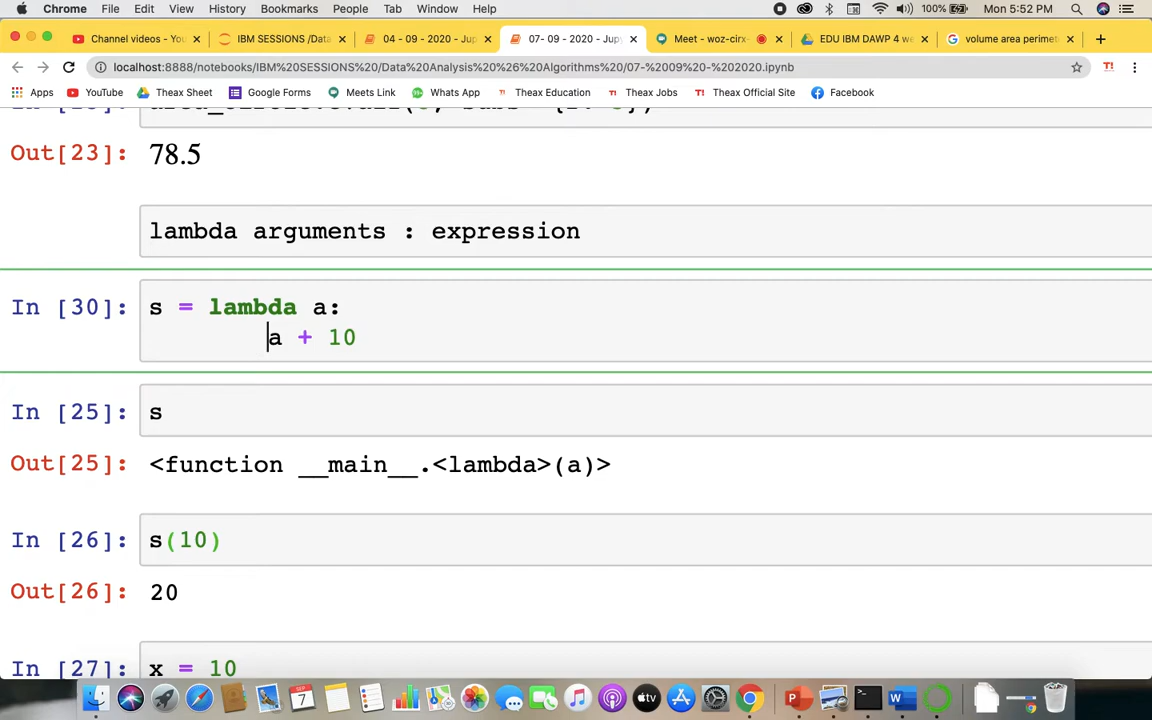 Chrome File Edit View History Bookmarks People Tab Window Help 100% Mon 5:52 PM
Channel videos - You IBM SESSIONS /Data 04 - 09 - 2020 - Jup 07- 09 - 2020 - Jup Meet - woz-cirx- EDU IBM DAWP 4 we volume area perimet
localhost:8888/notebooks/IBM%20SESSIONS%20/Data%20Analysis%20%26%20Algorithms%20/07-%2009%20-%202020.ipynb
Apps YouTube Theax Sheet Google Forms Meets Link Whats App Theax Education Theax Jobs Theax Official Site Facebook
Out[23]: 78.5
lambda arguments : expression
In [30]: s = lambda a:
a + 10
In [25]: s
Out[25]: <function __main__.<lambda>(a)>
In [26]: s(10)
Out[26]: 20
In [27]: x = 10